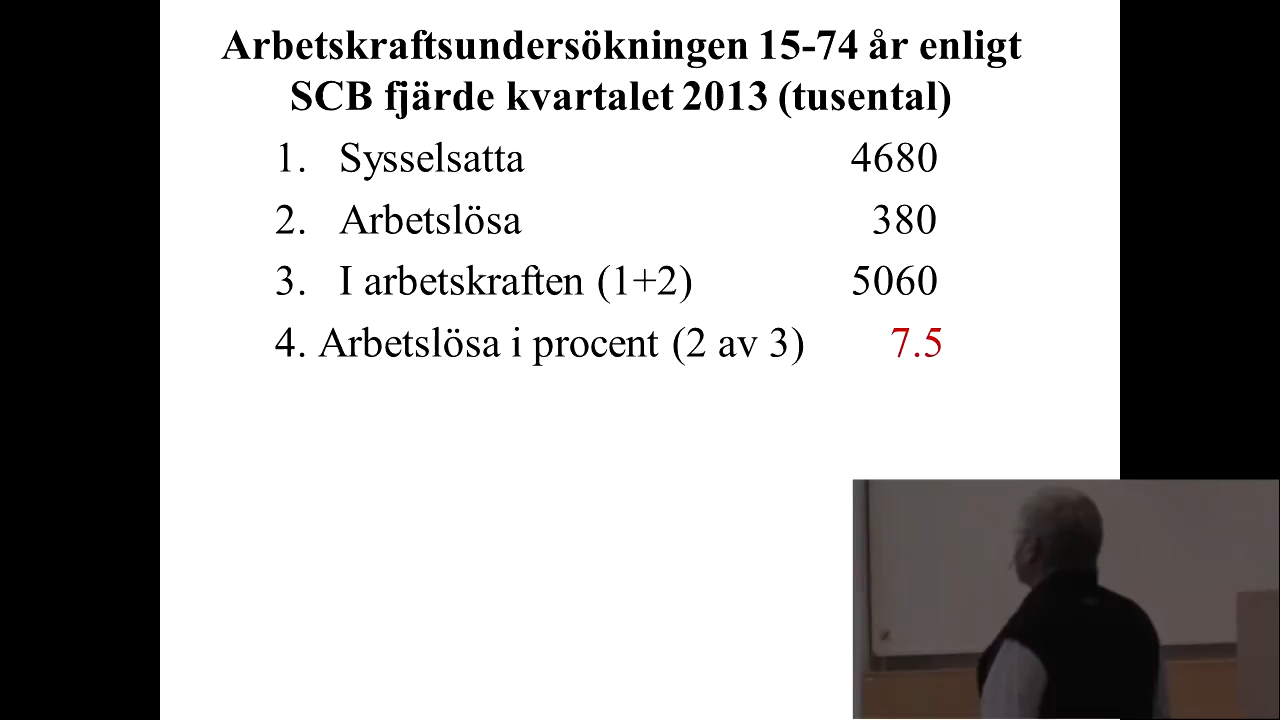 Arbetskraftsundersökningen 15-74 år enligt
SCB fjärde kvartalet 2013 (tusental)
1. Sysselsatta 4680
2. Arbetslösa 380
3. I arbetskraften (1+2) 5060
4. Arbetslösa i procent (2 av 3) 7.5